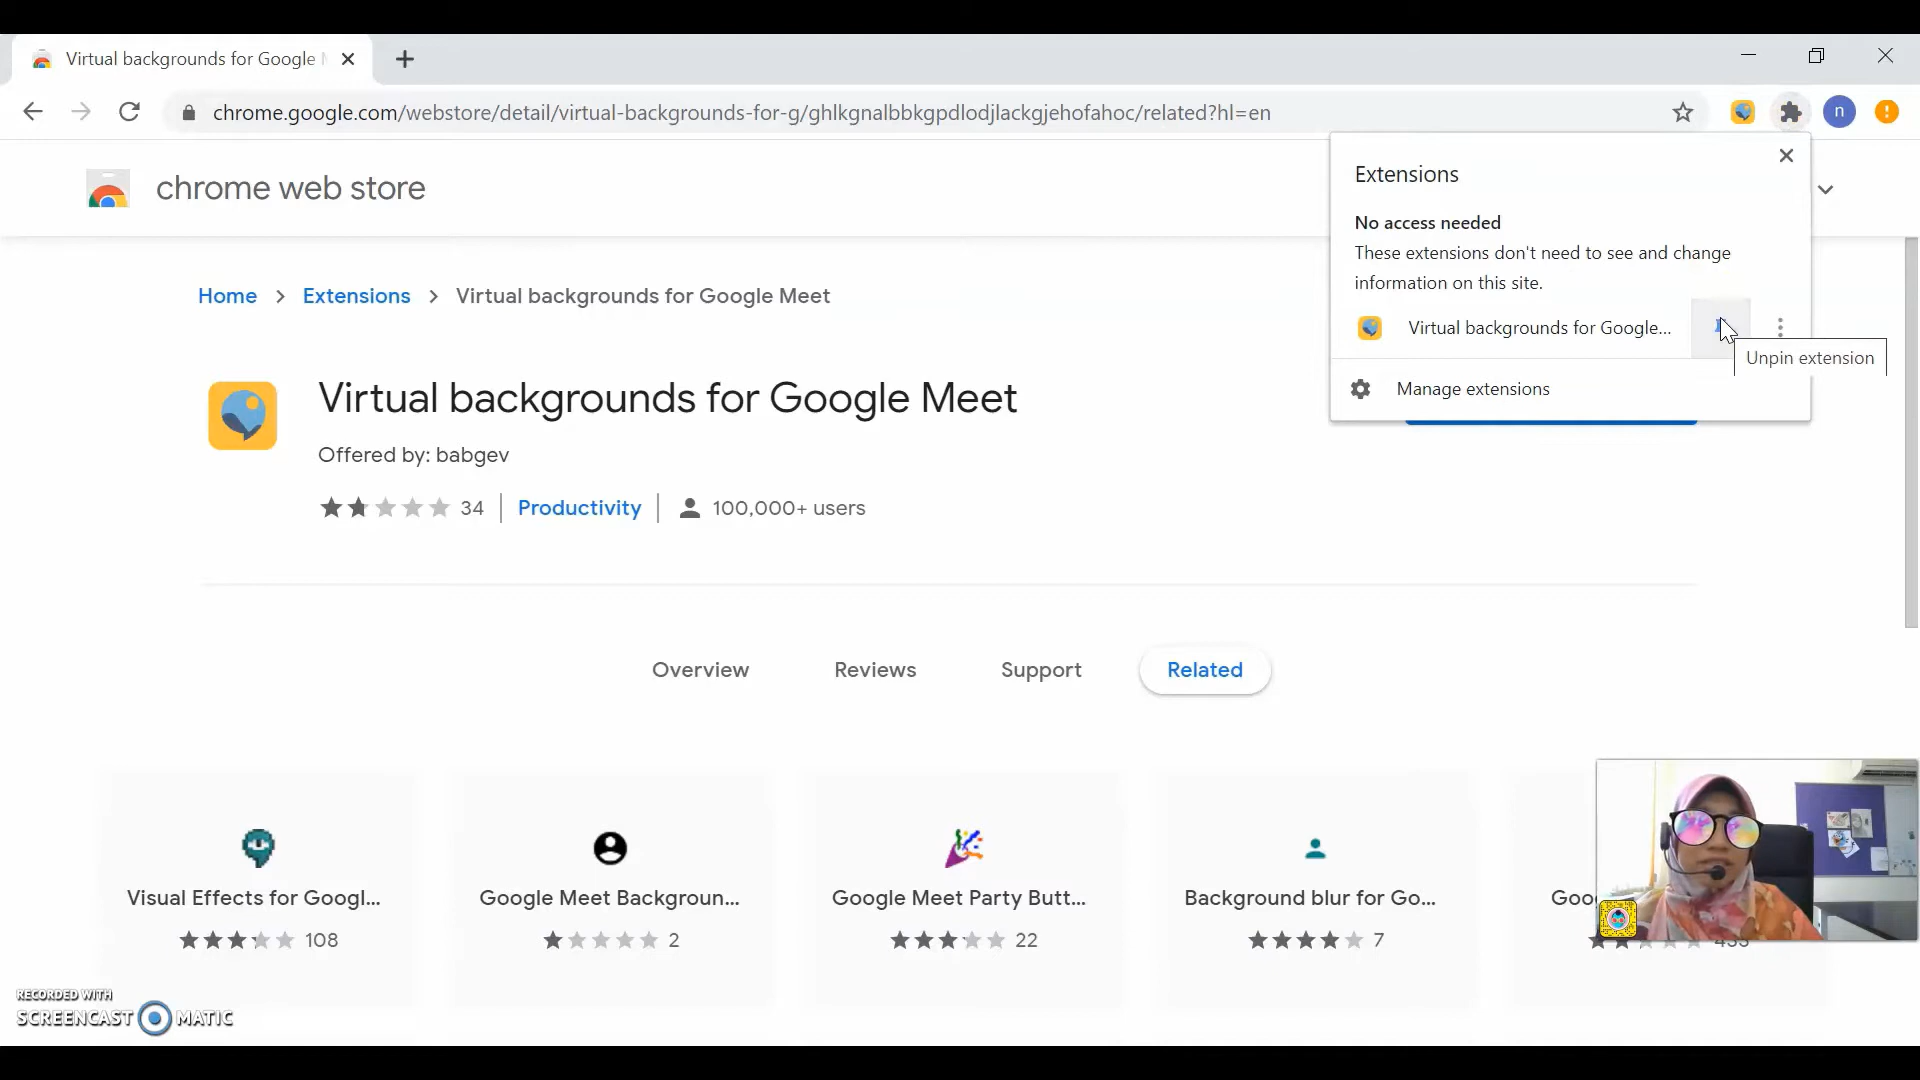 Virtual backgrounds for Google
chrome.google.com/webstore/detail/virtual-backgrounds-for-g/ghlkgnalbbkgpdlodjlackgjehofahoc/related?hl=en
n
chrome web store
Extensions
No access needed
These extensions don't need to see and change
information on this site.
Virtual backgrounds for Google...
Unpin extension
Manage extensions
Home > Extensions > Virtual backgrounds for Google Meet
Virtual backgrounds for Google Meet
Offered by: babgev
34 | Productivity | 100,000+ users
Overview Reviews Support Related
Visual Effects for Googl... Google Meet Backgroun... Google Meet Party Butt... Background blur for Go...
108 2 22 7
RECORDED WITH
SCREENCAST MATIC